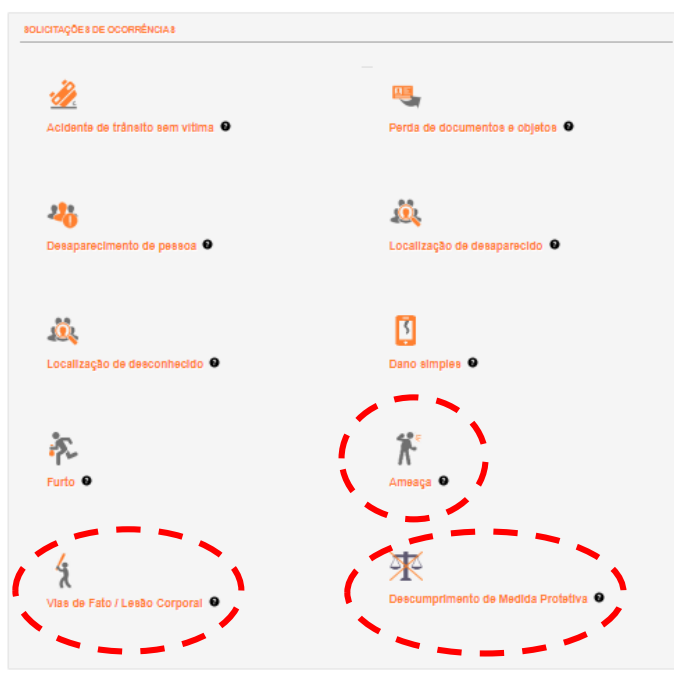 SOLICITAÇÕES DE OCORRÊNCIAS
Acidente de trânsito sem vítima
Perda de documentos e objetos
Desaparecimento de pessoa
Localização de desaparecido
Localização de desconhecido
Dano simples
Furto
Ameaça
Vias de Fato / Lesão Corporal
Descumprimento de Medida Protetiva